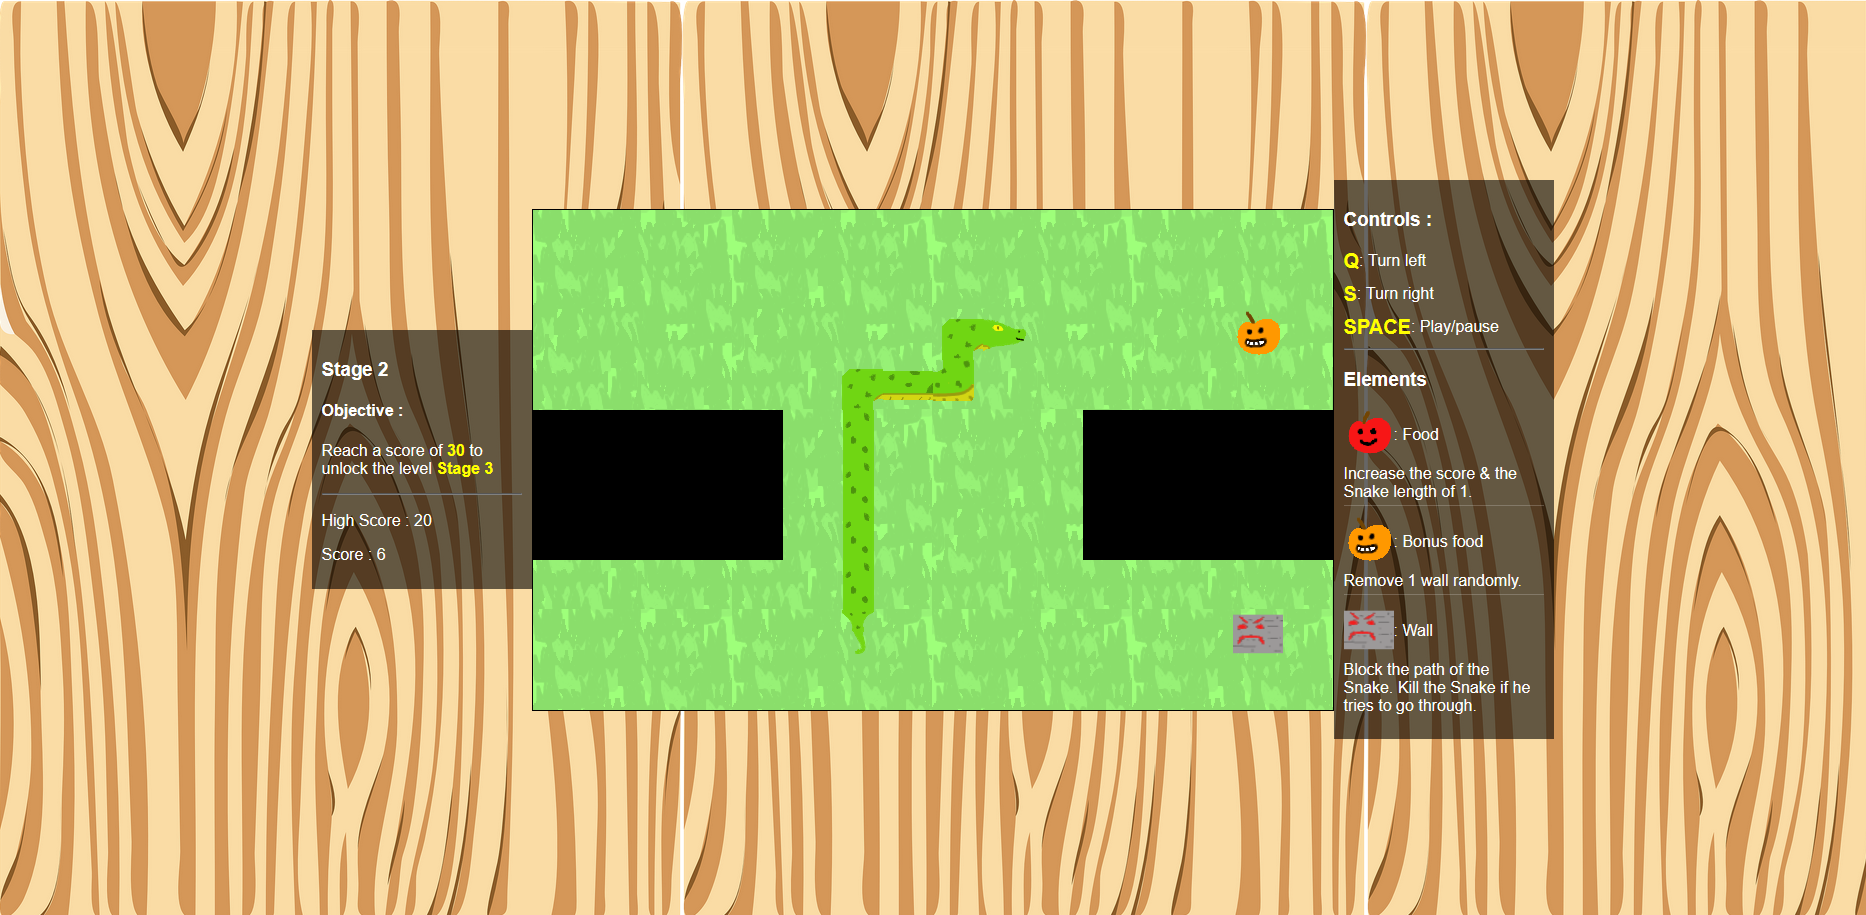 Stage 2
Objective :
Reach a score of 30 to
unlock the level Stage 3
High Score : 20
Score : 6
Controls :
Q: Turn left
S: Turn right
SPACE: Play/pause
Elements
: Food
Increase the score & the
Snake length of 1.
: Bonus food
Remove 1 wall randomly.
: Wall
Block the path of the
Snake. Kill the Snake if he
tries to go through.